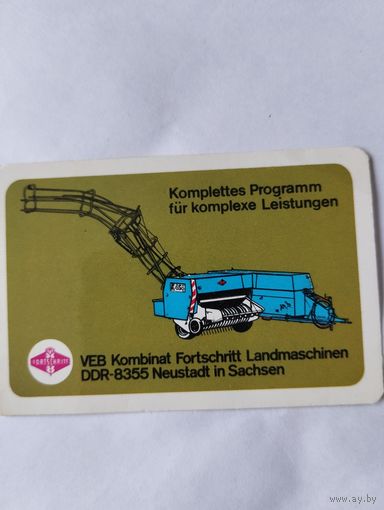 Komplettes Programm
für komplexe Leistungen
FORTSCHRITT
VEB Kombinat Fortschritt Landmaschinen
DDR-8355 Neustadt in Sachsen
www.ay.by